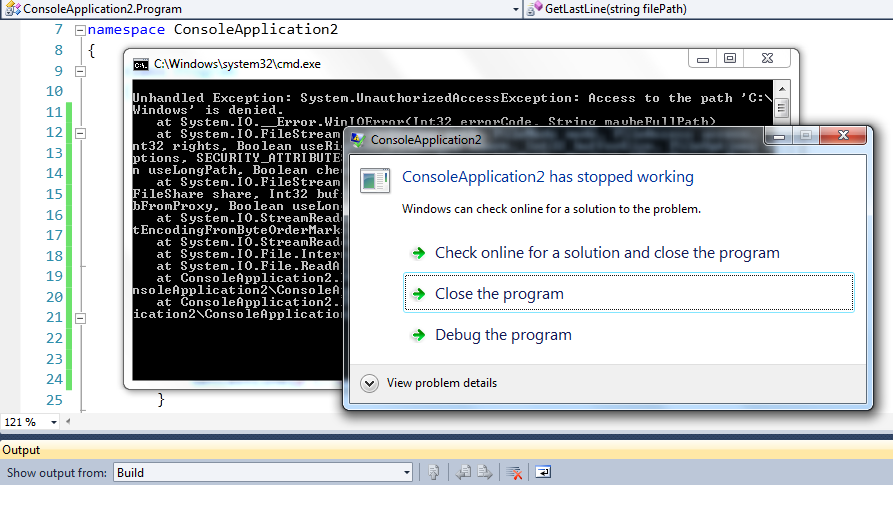 ConsoleApplication2.Program
GetLastLine(string filePath)
7 namespace ConsoleApplication2
8 {
9
10
11
12
13
14
15
16
17
18
19
20
21
22
23
24
25 }
C:\Windows\system32\cmd.exe
Unhandled Exception: System.UnauthorizedAccessException: Access to the path 'C:\
Windows' is denied.
at System.IO.__Error.WinIOError(Int32 errorCode, String maybeFullPath)
at System.IO.FileStream
nt32 rights, Boolean useRi
ptions, SECURITY_ATTRIBUTE
n useLongPath, Boolean che
at System.IO.FileStream
FileShare share, Int32 buf
bFromProxy, Boolean useLon
at System.IO.StreamReade
tEncodingFromByteOrderMark
at System.IO.StreamReade
at System.IO.File.Inter
at System.IO.File.ReadA
at ConsoleApplication2.
nsoleApplication2\ConsoleA
at ConsoleApplication2.
ication2\ConsoleApplication
ConsoleApplication2
ConsoleApplication2 has stopped working
Windows can check online for a solution to the problem.
Check online for a solution and close the program
Close the program
Debug the program
View problem details
121 %
Output
Show output from: Build